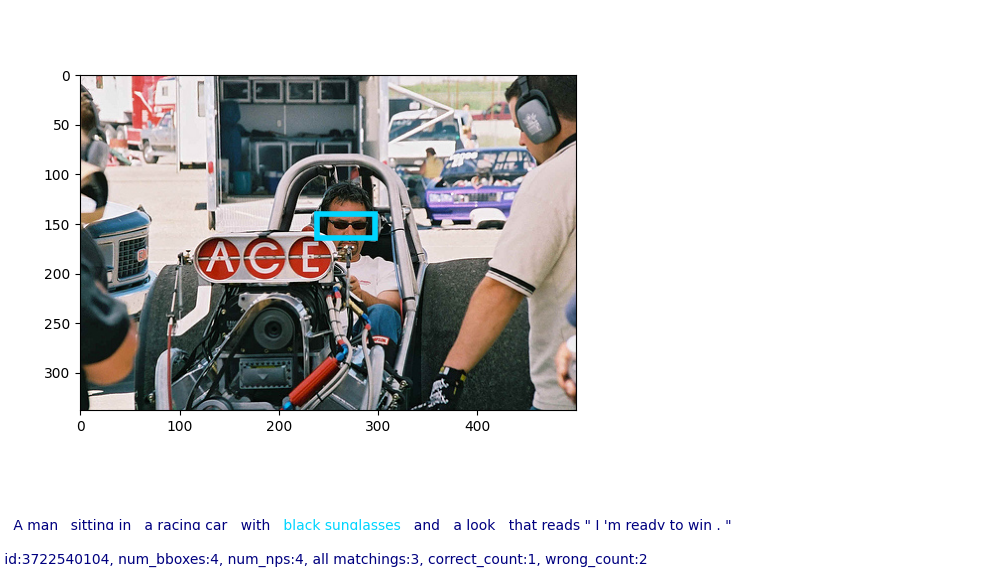 0
50
100
150
200
250
300
ACE
0 100 200 300 400
A man sitting in a racing car with black sunglasses and a look that reads " I 'm ready to win . "
id:3722540104, num_bboxes:4, num_nps:4, all matchings:3, correct_count:1, wrong_count:2